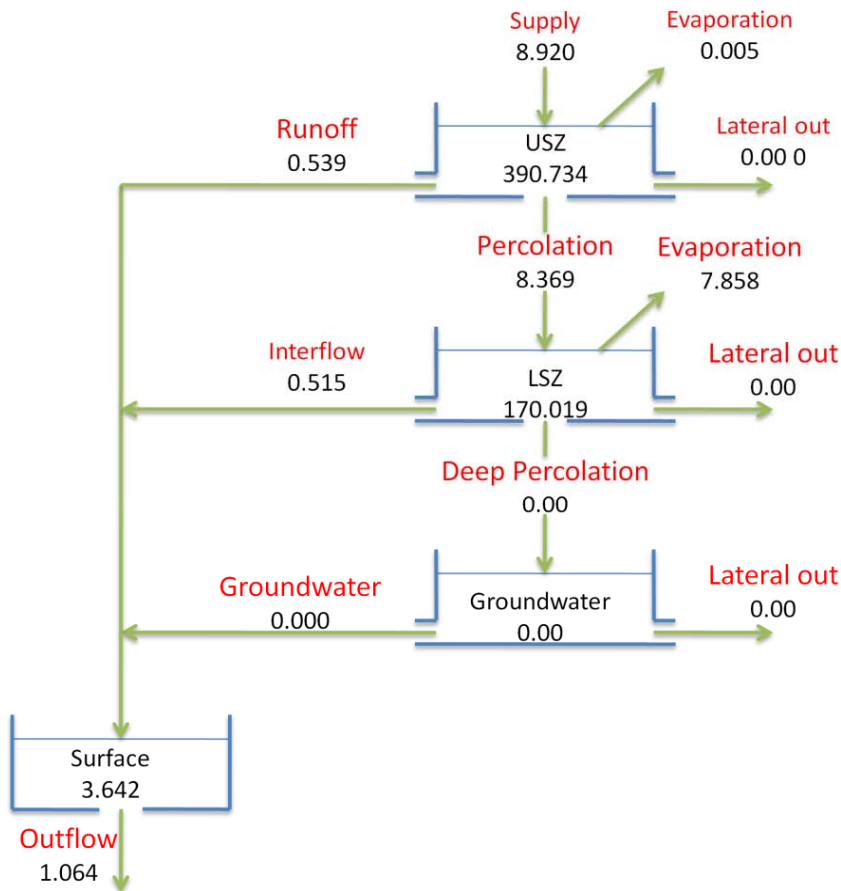 Supply
8.920
Evaporation
0.005
Runoff
0.539
USZ
390.734
Lateral out
0.00 0
Percolation
8.369
Evaporation
7.858
Interflow
0.515
LSZ
170.019
Lateral out
0.00
Deep Percolation
0.00
Groundwater
0.000
Groundwater
0.00
Lateral out
0.00
Surface
3.642
Outflow
1.064